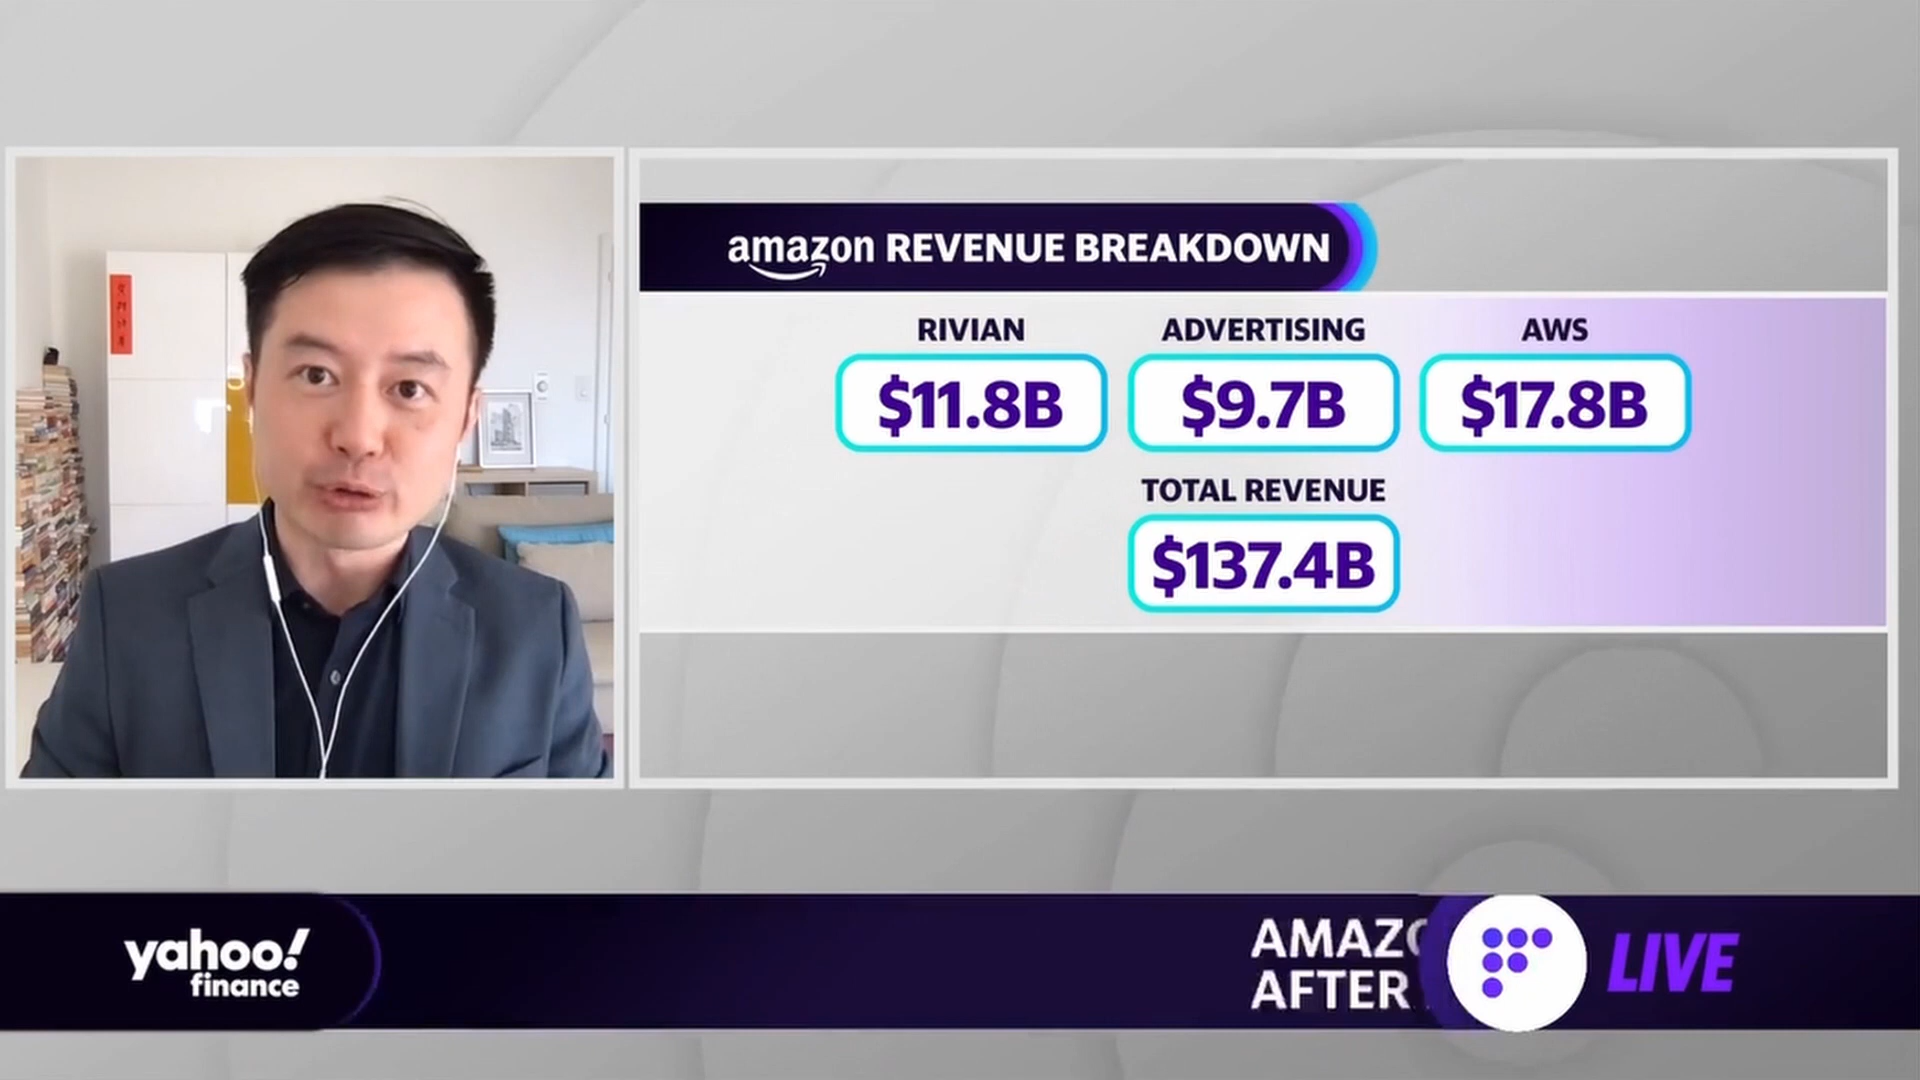 amazon REVENUE BREAKDOWN
RIVIAN
ADVERTISING
AWS
$11.8B
$9.7B
$17.8B
TOTAL REVENUE
$137.4B
yahoo!
finance
AMAZO
AFTER
LIVE